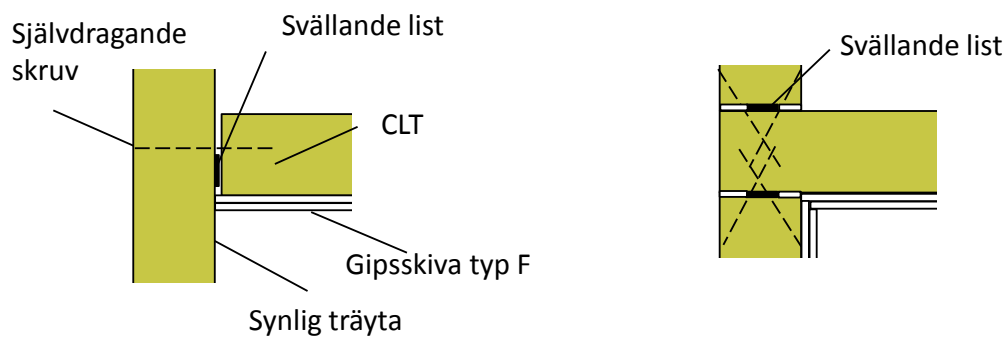 Självdragande
skruv
Svällande list
CLT
Gipsskiva typ F
Synlig träyta
Svällande list